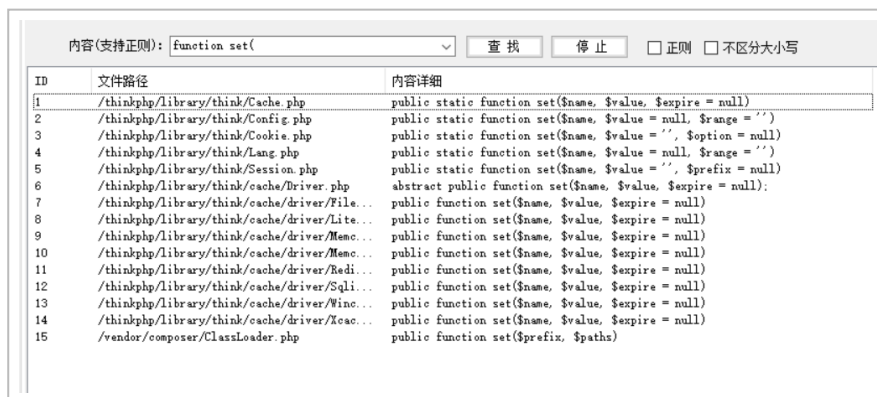 内容(支持正则): function set( 查 找 停 止 正则 不区分大小写
ID 文件路径 内容详细
1 /thinkphp/library/think/Cache.php public static function set($name, $value, $expire = null)
2 /thinkphp/library/think/Config.php public static function set($name, $value = null, $range = '')
3 /thinkphp/library/think/Cookie.php public static function set($name, $value = '', $option = null)
4 /thinkphp/library/think/Lang.php public static function set($name, $value = null, $range = '')
5 /thinkphp/library/think/Session.php public static function set($name, $value = '', $prefix = null)
6 /thinkphp/library/think/cache/Driver.php abstract public function set($name, $value, $expire = null);
7 /thinkphp/library/think/cache/driver/File... public function set($name, $value, $expire = null)
8 /thinkphp/library/think/cache/driver/Lite... public function set($name, $value, $expire = null)
9 /thinkphp/library/think/cache/driver/Memc... public function set($name, $value, $expire = null)
10 /thinkphp/library/think/cache/driver/Memc... public function set($name, $value, $expire = null)
11 /thinkphp/library/think/cache/driver/Redi... public function set($name, $value, $expire = null)
12 /thinkphp/library/think/cache/driver/Sqli... public function set($name, $value, $expire = null)
13 /thinkphp/library/think/cache/driver/Winc... public function set($name, $value, $expire = null)
14 /thinkphp/library/think/cache/driver/Xcac... public function set($name, $value, $expire = null)
15 /vendor/composer/ClassLoader.php public function set($prefix, $paths)